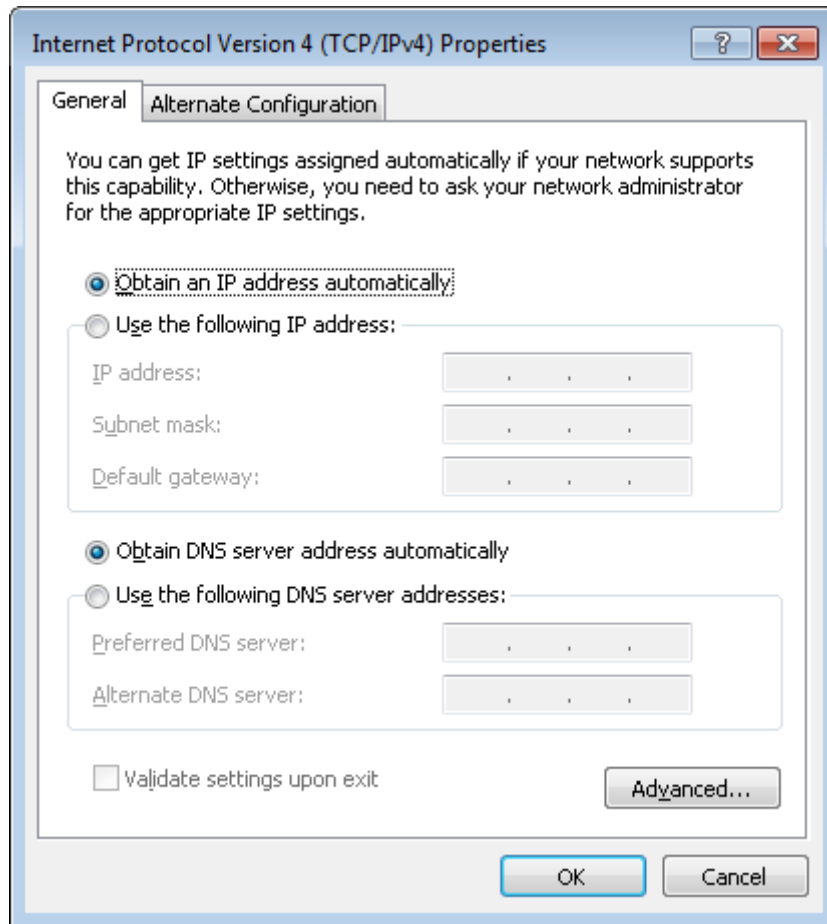 Internet Protocol Version 4 (TCP/IPv4) Properties
General
Alternate Configuration
You can get IP settings assigned automatically if your network supports
this capability. Otherwise, you need to ask your network administrator
for the appropriate IP settings.
Obtain an IP address automatically
Use the following IP address:
IP address:
. . .
Subnet mask:
. . .
Default gateway:
. . .
Obtain DNS server address automatically
Use the following DNS server addresses:
Preferred DNS server:
. . .
Alternate DNS server:
. . .
Validate settings upon exit
Advanced...
OK
Cancel